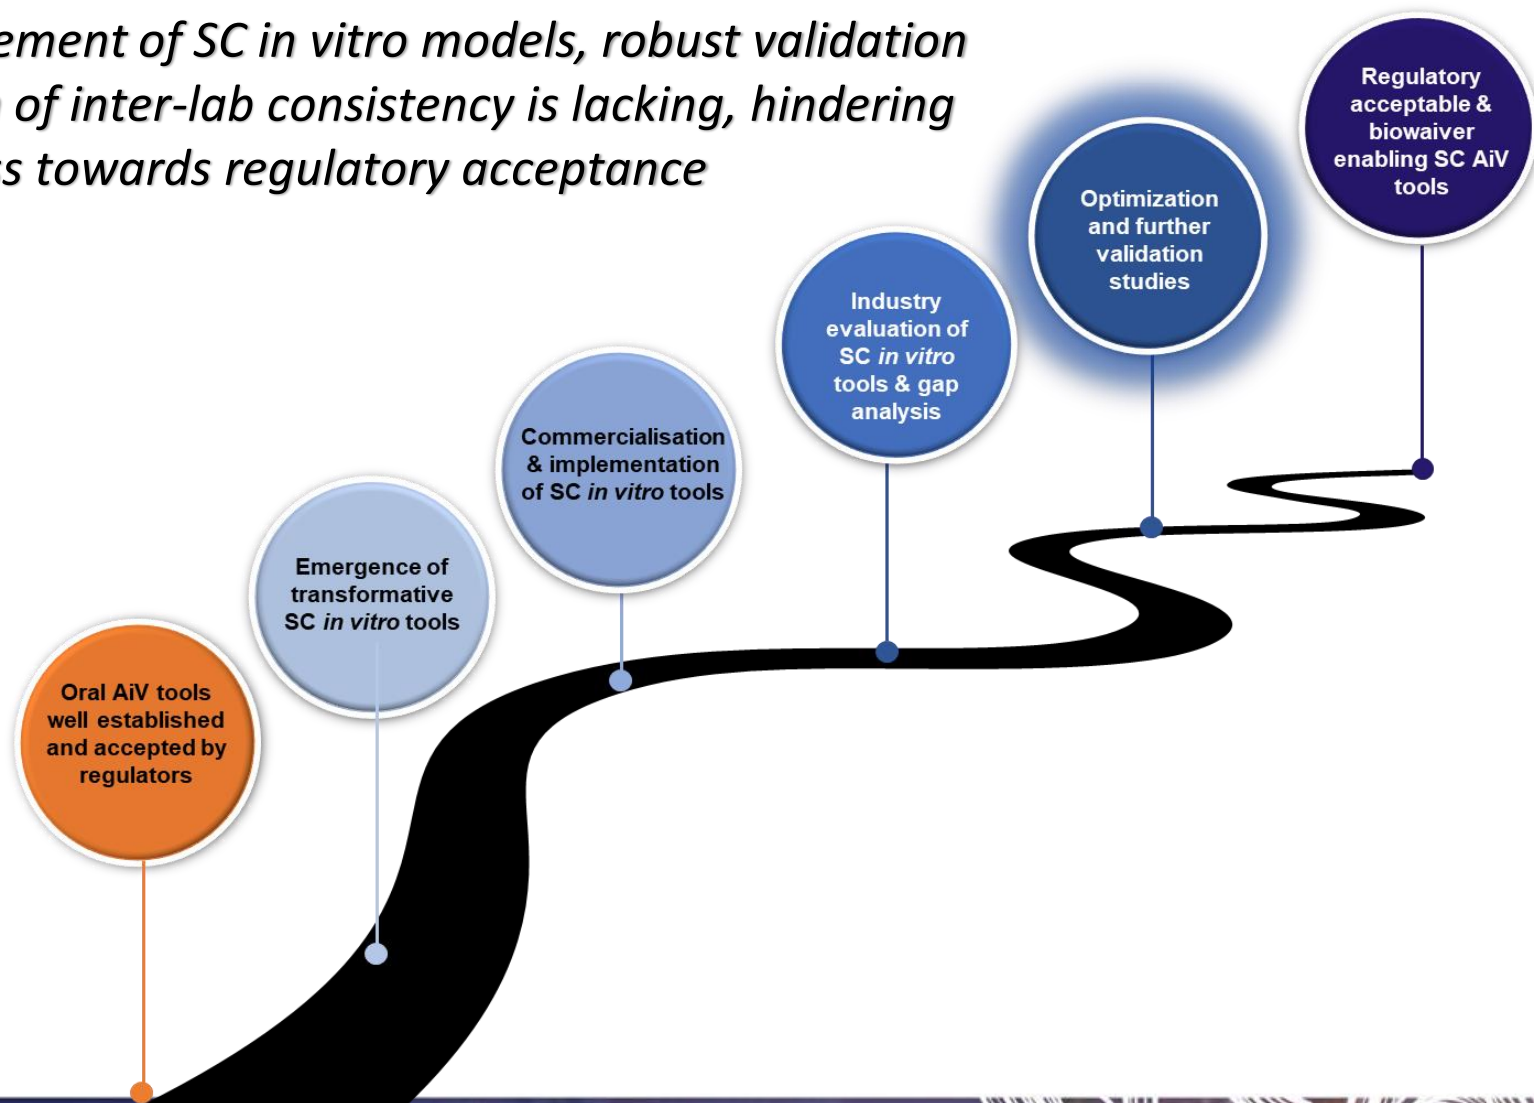 ement of SC in vitro models, robust validation
of inter-lab consistency is lacking, hindering
s towards regulatory acceptance
Regulatory
acceptable &
biowaiver
enabling SC AiV
tools
Optimization
and further
validation
studies
Industry
evaluation of
SC in vitro
tools & gap
analysis
Commercialisation
& implementation
of SC in vitro tools
Emergence of
transformative
SC in vitro tools
Oral AiV tools
well established
and accepted by
regulators